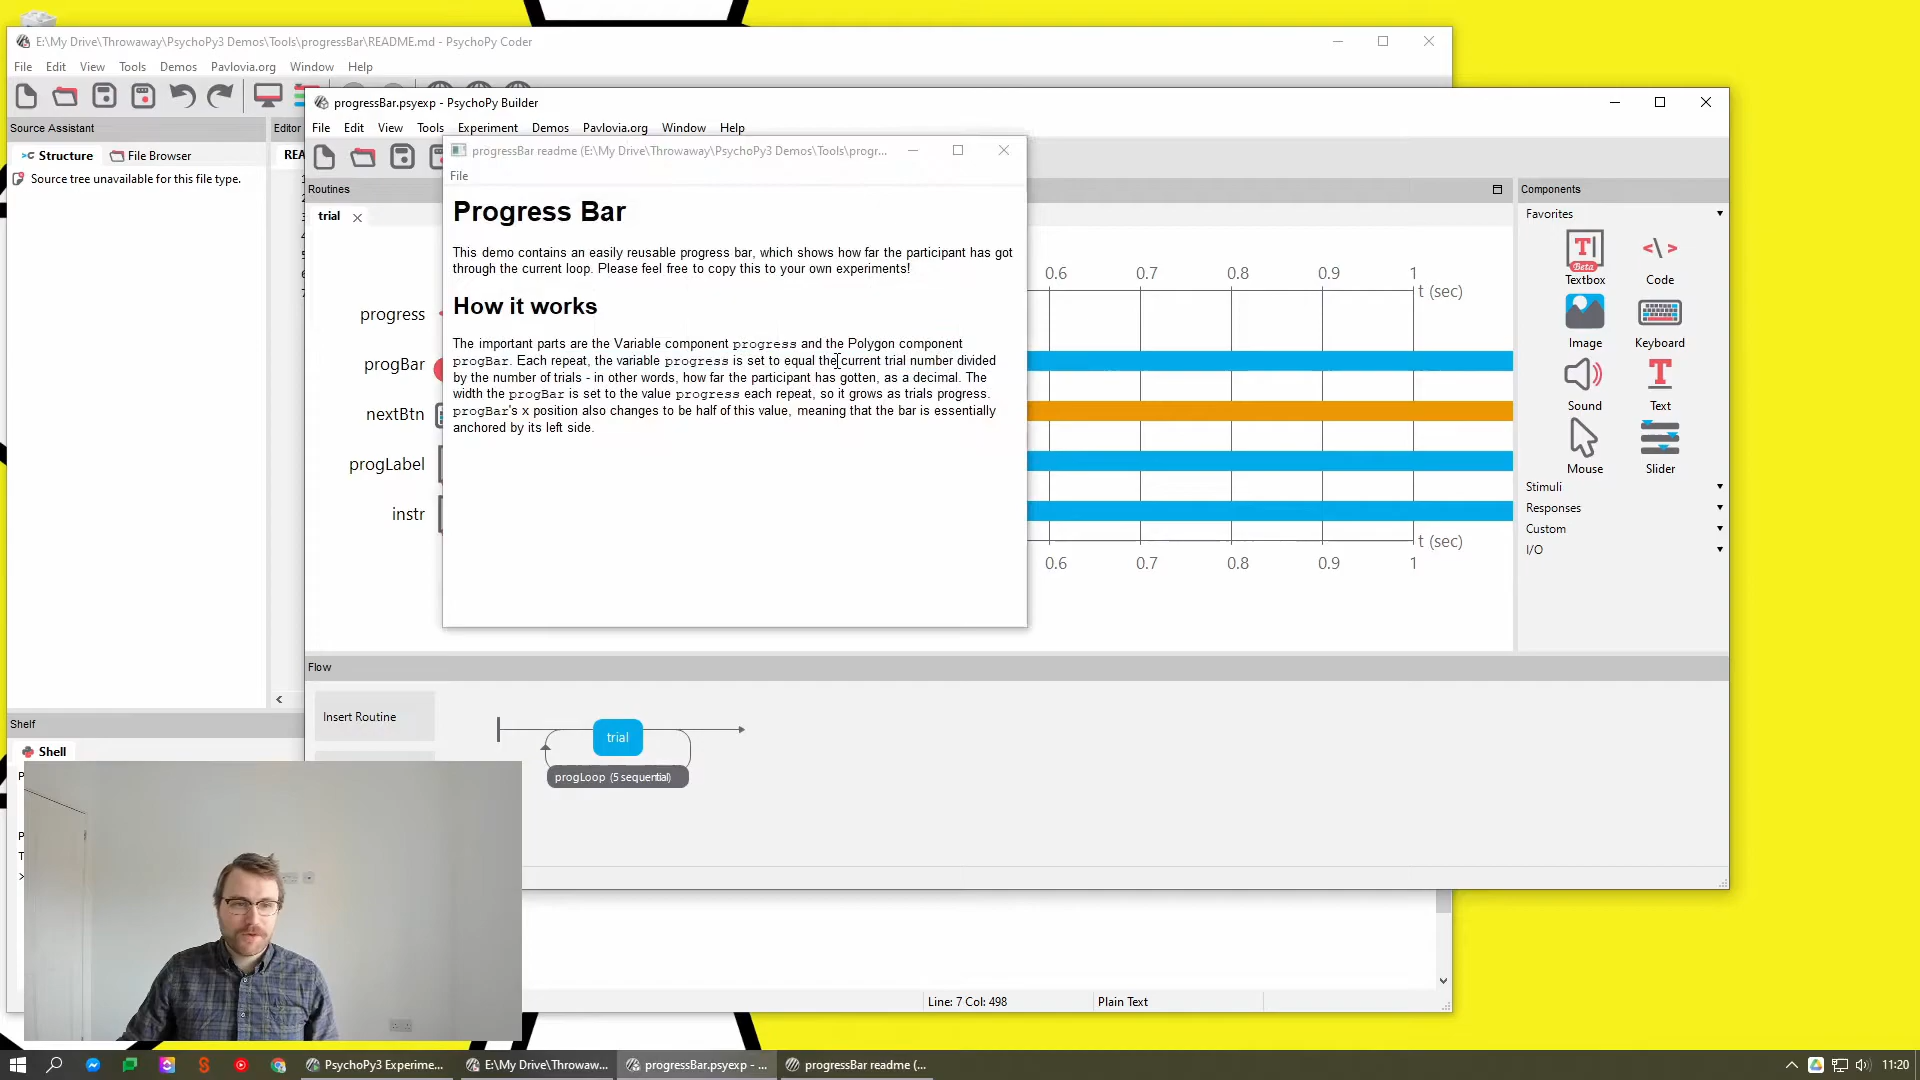 E:\My Drive\Throwaway\PsychoPy3 Demos\Tools\progressBar\README.md - PsychoPy Coder
File Edit View Tools Demos Pavlovia.org Window Help
Source Assistant
Editor
Structure
File Browser
REA
Source tree unavailable for this file type.
progressBar.psyexp - PsychoPy Builder
File Edit View Tools Experiment Demos Pavlovia.org Window Help
Routines
trial
progressBar readme (E:\My Drive\Throwaway\PsychoPy3 Demos\Tools\progr...
File
Progress Bar
This demo contains an easily reusable progress bar, which shows how far the participant has got
through the current loop. Please feel free to copy this to your own experiments!
How it works
The important parts are the Variable component progress and the Polygon component
progBar. Each repeat, the variable progress is set to equal the current trial number divided
by the number of trials - in other words, how far the participant has gotten, as a decimal. The
width the progBar is set to the value progress each repeat, so it grows as trials progress.
progBar's x position also changes to be half of this value, meaning that the bar is essentially
anchored by its left side.
progress
progBar
nextBtn
progLabel
instr
0.6 0.7 0.8 0.9 1
t (sec)
t (sec)
0.6 0.7 0.8 0.9 1
Components
Favorites
Textbox
Beta
Code
Image
Keyboard
Sound
Text
Mouse
Slider
Stimuli
Responses
Custom
I/O
Flow
Insert Routine
trial
progLoop (5 sequential)
Shelf
Shell
Line: 7 Col: 498
Plain Text
PsychoPy3 Experime...
E:\My Drive\Throwaw...
progressBar.psyexp - ...
progressBar readme (...
11:20